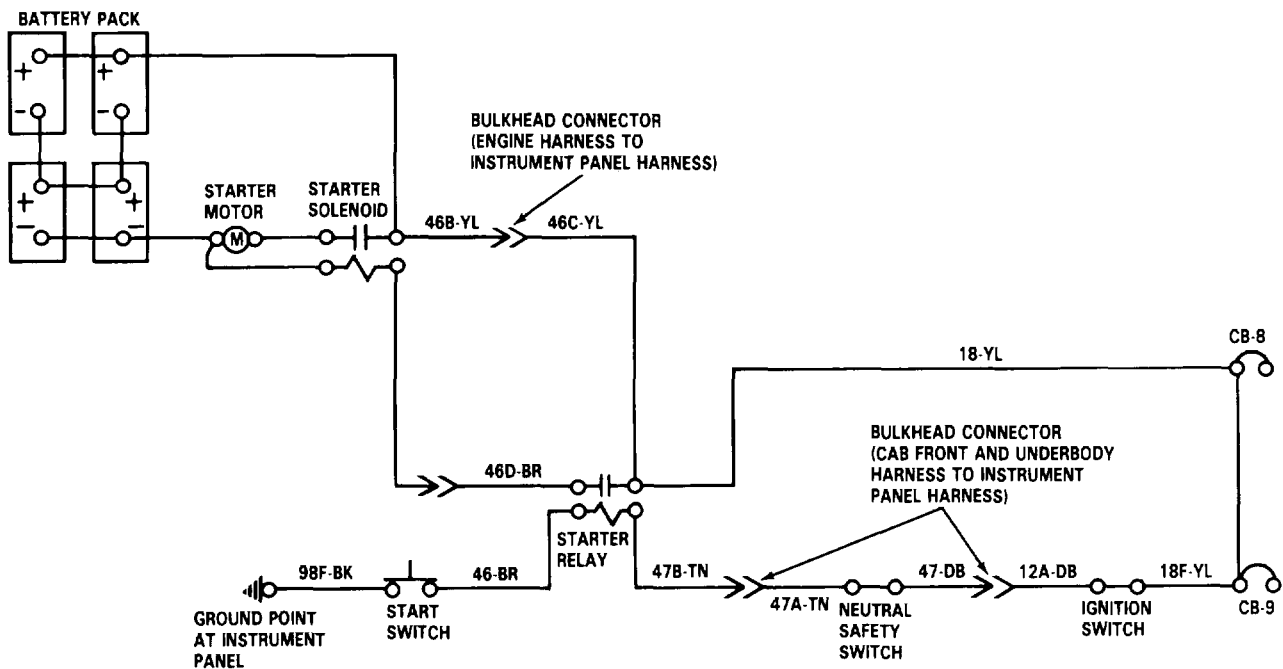 BATTERY PACK
+
+
-
-
+
+
-
-
STARTER
MOTOR
M
STARTER
SOLENOID
BULKHEAD CONNECTOR
(ENGINE HARNESS TO
INSTRUMENT PANEL HARNESS)
46B-YL
46C-YL
18-YL
CB-8
BULKHEAD CONNECTOR
(CAB FRONT AND UNDERBODY
HARNESS TO INSTRUMENT
PANEL HARNESS)
46D-BR
STARTER
RELAY
98F-BK
46-BR
47B-TN
47A-TN
47-DB
12A-DB
18F-YL
CB-9
GROUND POINT
AT INSTRUMENT
PANEL
START
SWITCH
NEUTRAL
SAFETY
SWITCH
IGNITION
SWITCH